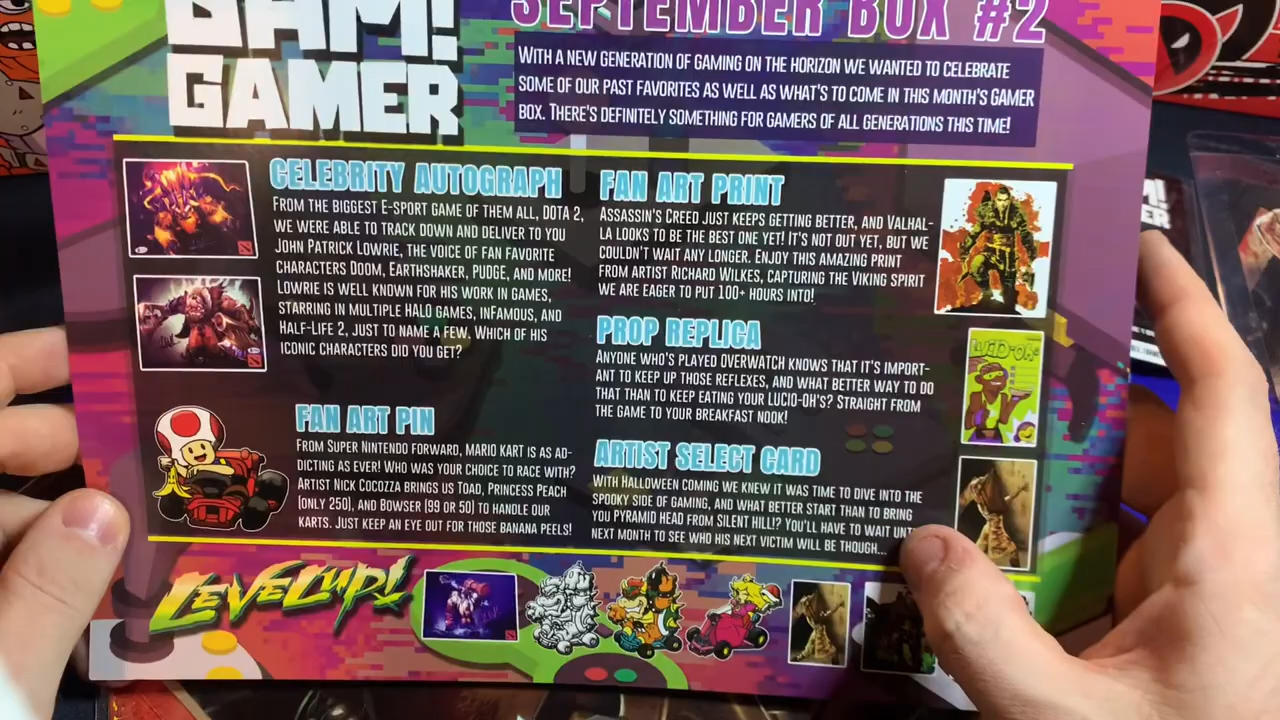 BAM!
GAMER
SEPTEMBER BOX #2
WITH A NEW GENERATION OF GAMING ON THE HORIZON WE WANTED TO CELEBRATE
SOME OF OUR PAST FAVORITES AS WELL AS WHAT'S TO COME IN THIS MONTH'S GAMER
BOX. THERE'S DEFINITELY SOMETHING FOR GAMERS OF ALL GENERATIONS THIS TIME!
CELEBRITY AUTOGRAPH
FROM THE BIGGEST E-SPORT GAME OF THEM ALL, DOTA 2,
WE WERE ABLE TO TRACK DOWN AND DELIVER TO YOU
JOHN PATRICK LOWRIE, THE VOICE OF FAN FAVORITE
CHARACTERS DOOM, EARTHSHAKER, PUDGE, AND MORE!
LOWRIE IS WELL KNOWN FOR HIS WORK IN GAMES,
STARRING IN MULTIPLE HALO GAMES, INFAMOUS, AND
HALF-LIFE 2, JUST TO NAME A FEW. WHICH OF HIS
ICONIC CHARACTERS DID YOU GET?
FAN ART PIN
FROM SUPER NINTENDO FORWARD, MARIO KART IS AS AD-
DICTING AS EVER! WHO WAS YOUR CHOICE TO RACE WITH?
ARTIST NICK COCOZZA BRINGS US TOAD, PRINCESS PEACH
(ONLY 250), AND BOWSER (99 OR 50) TO HANDLE OUR
KARTS. JUST KEEP AN EYE OUT FOR THOSE BANANA PEELS!
FAN ART PRINT
ASSASSIN'S CREED JUST KEEPS GETTING BETTER, AND VALHAL-
LA LOOKS TO BE THE BEST ONE YET! IT'S NOT OUT YET, BUT WE
COULDN'T WAIT ANY LONGER. ENJOY THIS AMAZING PRINT
FROM ARTIST RICHARD WILKES, CAPTURING THE VIKING SPIRIT
WE ARE EAGER TO PUT 100+ HOURS INTO!
PROP REPLICA
ANYONE WHO'S PLAYED OVERWATCH KNOWS THAT IT'S IMPORT-
ANT TO KEEP UP THOSE REFLEXES, AND WHAT BETTER WAY TO DO
THAT THAN TO KEEP EATING YOUR LUCIO-OH'S? STRAIGHT FROM
THE GAME TO YOUR BREAKFAST NOOK!
LUCIO-OH'S
ARTIST SELECT CARD
WITH HALLOWEEN COMING WE KNEW IT WAS TIME TO DIVE INTO THE
SPOOKY SIDE OF GAMING, AND WHAT BETTER START THAN TO BRING
YOU PYRAMID HEAD FROM SILENT HILL!? YOU'LL HAVE TO WAIT UNT
NEXT MONTH TO SEE WHO HIS NEXT VICTIM WILL BE THOUGH...
LEVEL UP!